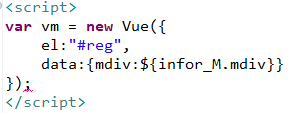 <script>
var vm = new Vue({
    el:"#reg",
    data:{mdiv:${infor_M.mdiv}}
});
</script>